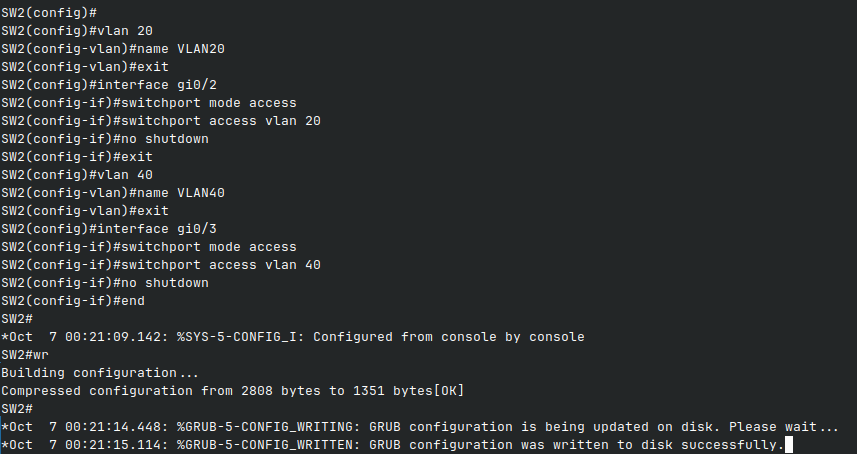 SW2(config)#
SW2(config)#vlan 20
SW2(config-vlan)#name VLAN20
SW2(config-vlan)#exit
SW2(config)#interface gi0/2
SW2(config-if)#switchport mode access
SW2(config-if)#switchport access vlan 20
SW2(config-if)#no shutdown
SW2(config-if)#exit
SW2(config)#vlan 40
SW2(config-vlan)#name VLAN40
SW2(config-vlan)#exit
SW2(config)#interface gi0/3
SW2(config-if)#switchport mode access
SW2(config-if)#switchport access vlan 40
SW2(config-if)#no shutdown
SW2(config-if)#end
SW2#
*Oct  7 00:21:09.142: %SYS-5-CONFIG_I: Configured from console by console
SW2#wr
Building configuration...
Compressed configuration from 2808 bytes to 1351 bytes[OK]
SW2#
*Oct  7 00:21:14.448: %GRUB-5-CONFIG_WRITING: GRUB configuration is being updated on disk. Please wait...
*Oct  7 00:21:15.114: %GRUB-5-CONFIG_WRITTEN: GRUB configuration was written to disk successfully.